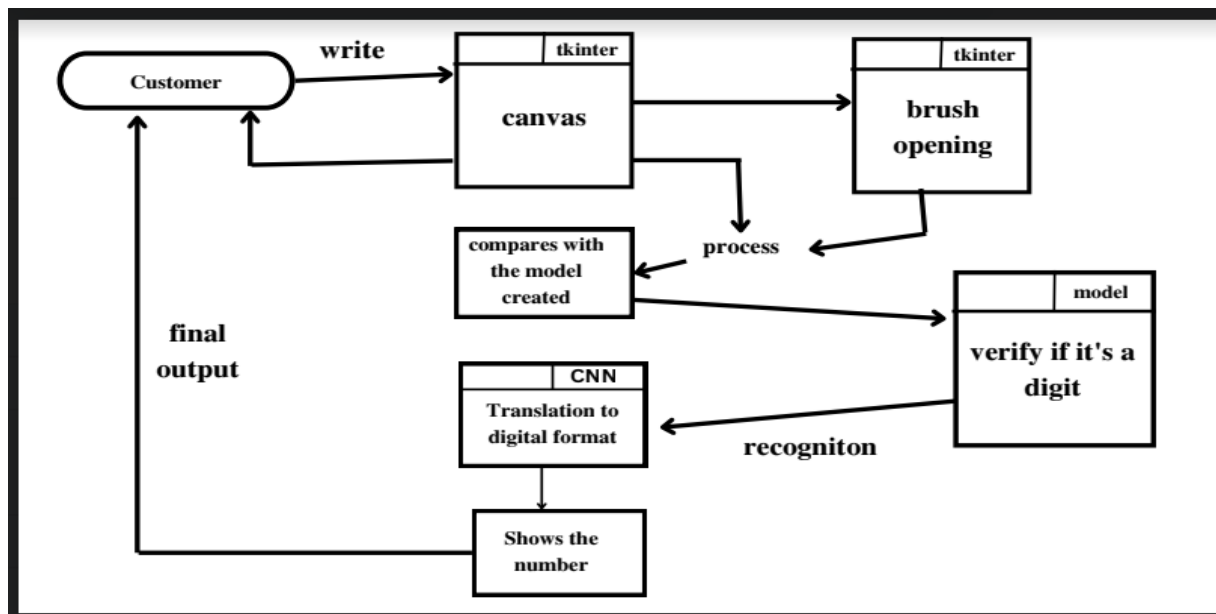 write
tkinter
tkinter
Customer
canvas
brush
opening
process
compares with
the model
created
model
verify if it's a
digit
final
output
CNN
Translation to
digital format
recogniton
Shows the
number